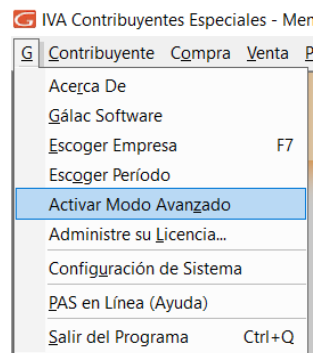 G IVA Contribuyentes Especiales - Men
G Contribuyente Compra Venta P
Acerca De
Gálac Software
Escoger Empresa F7
Escoger Período
Activar Modo Avanzado
Administre su Licencia...
Configuración de Sistema
PAS en Línea (Ayuda)
Salir del Programa Ctrl+Q